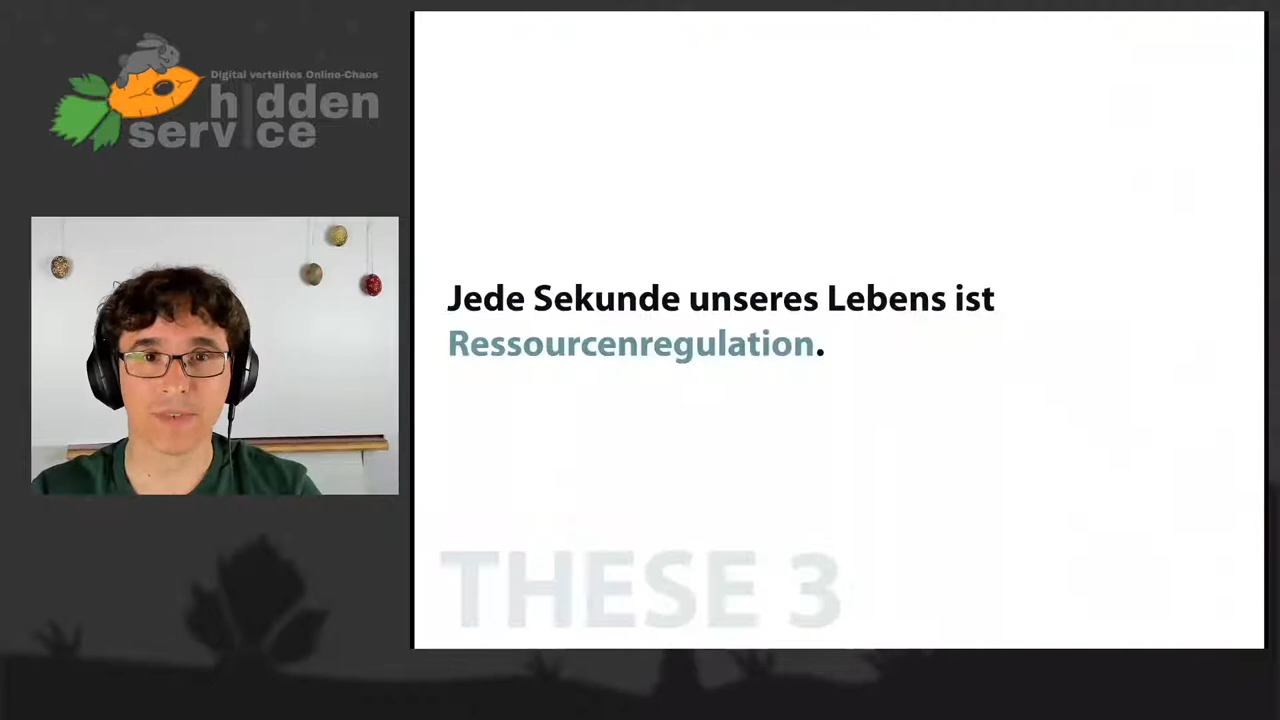 Digital verteiltes Online-Chaos
hidden
service
Jede Sekunde unseres Lebens ist
Ressourcenregulation.
THESE 3